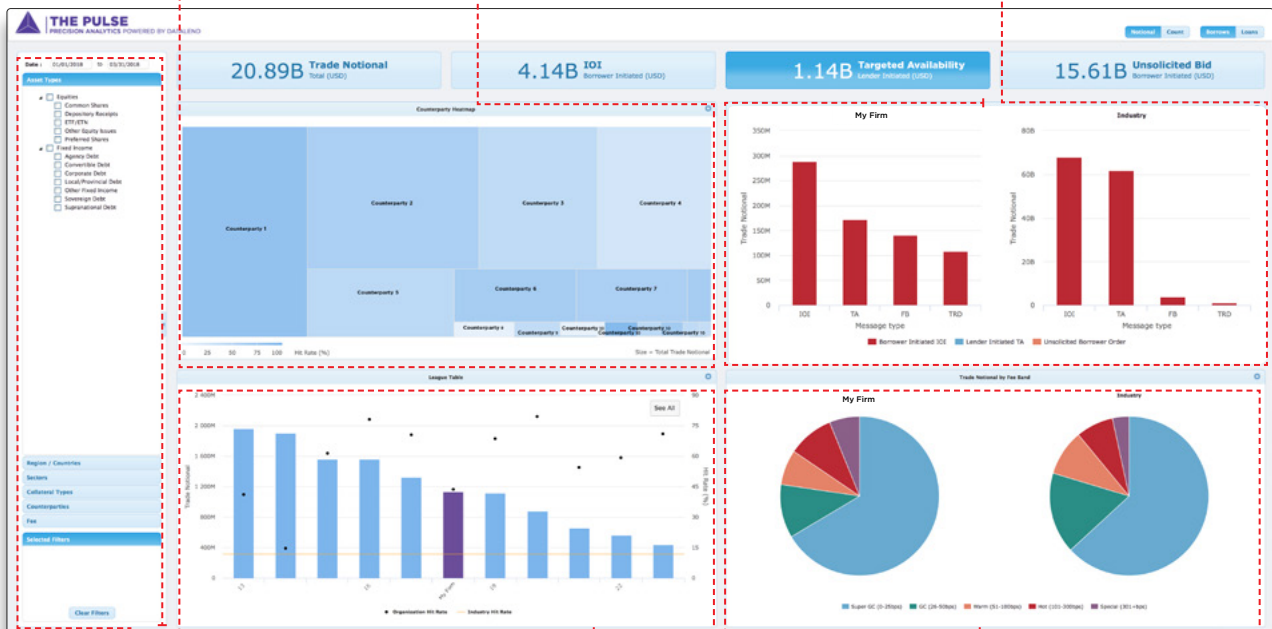 THE PULSE
PRECISION ANALYTICS POWERED BY DATALEND
Notional Count Borrows Loans
Date : 01/01/2018 To 03/31/2018
20.89B Trade Notional
Total (USD)
4.14B IOI
Borrower Initiated (USD)
1.14B Targeted Availability
Lender Initiated (USD)
15.61B Unsolicited Bid
Borrower Initiated (USD)
Asset Types
Equities
Common Shares
Depository Receipts
ETF/ETN
Other Equity Issues
Preferred Shares
Fixed Income
Agency Debt
Convertible Debt
Corporate Debt
Local/Provincial Debt
Other Fixed Income
Sovereign Debt
Supranational Debt
Region / Countries
Sectors
Collateral Types
Counterparties
Fee
Selected Filters
Clear Filters
Counterparty Heatmap
Counterparty 1
Counterparty 2
Counterparty 3
Counterparty 4
Counterparty 5
Counterparty 6
Counterparty 7
0 25 50 75 100 Hit Rate (%)
Size = Total Trade Notional
My Firm
350M
300M
250M
200M
150M
100M
50M
0
Trade Notional
IOI TA FB TRD
Message type
Industry
80B
60B
40B
20B
0
Trade Notional
IOI TA FB TRD
Message type
Borrower Initiated IOI Lender Initiated TA Unsolicited Borrower Order
League Table
See All
2 400M
2 000M
1 600M
1 200M
800M
400M
0
Trade Notional
90
75
60
45
30
15
0
Hit Rate (%)
13 16 My Firm 28 22
Organization Hit Rate Industry Hit Rate
Trade Notional by Fee Band
My Firm
Industry
Super GC (0-25bps) GC (26-50bps) Warm (51-100bps) Hot (101-300bps) Special (301+bps)